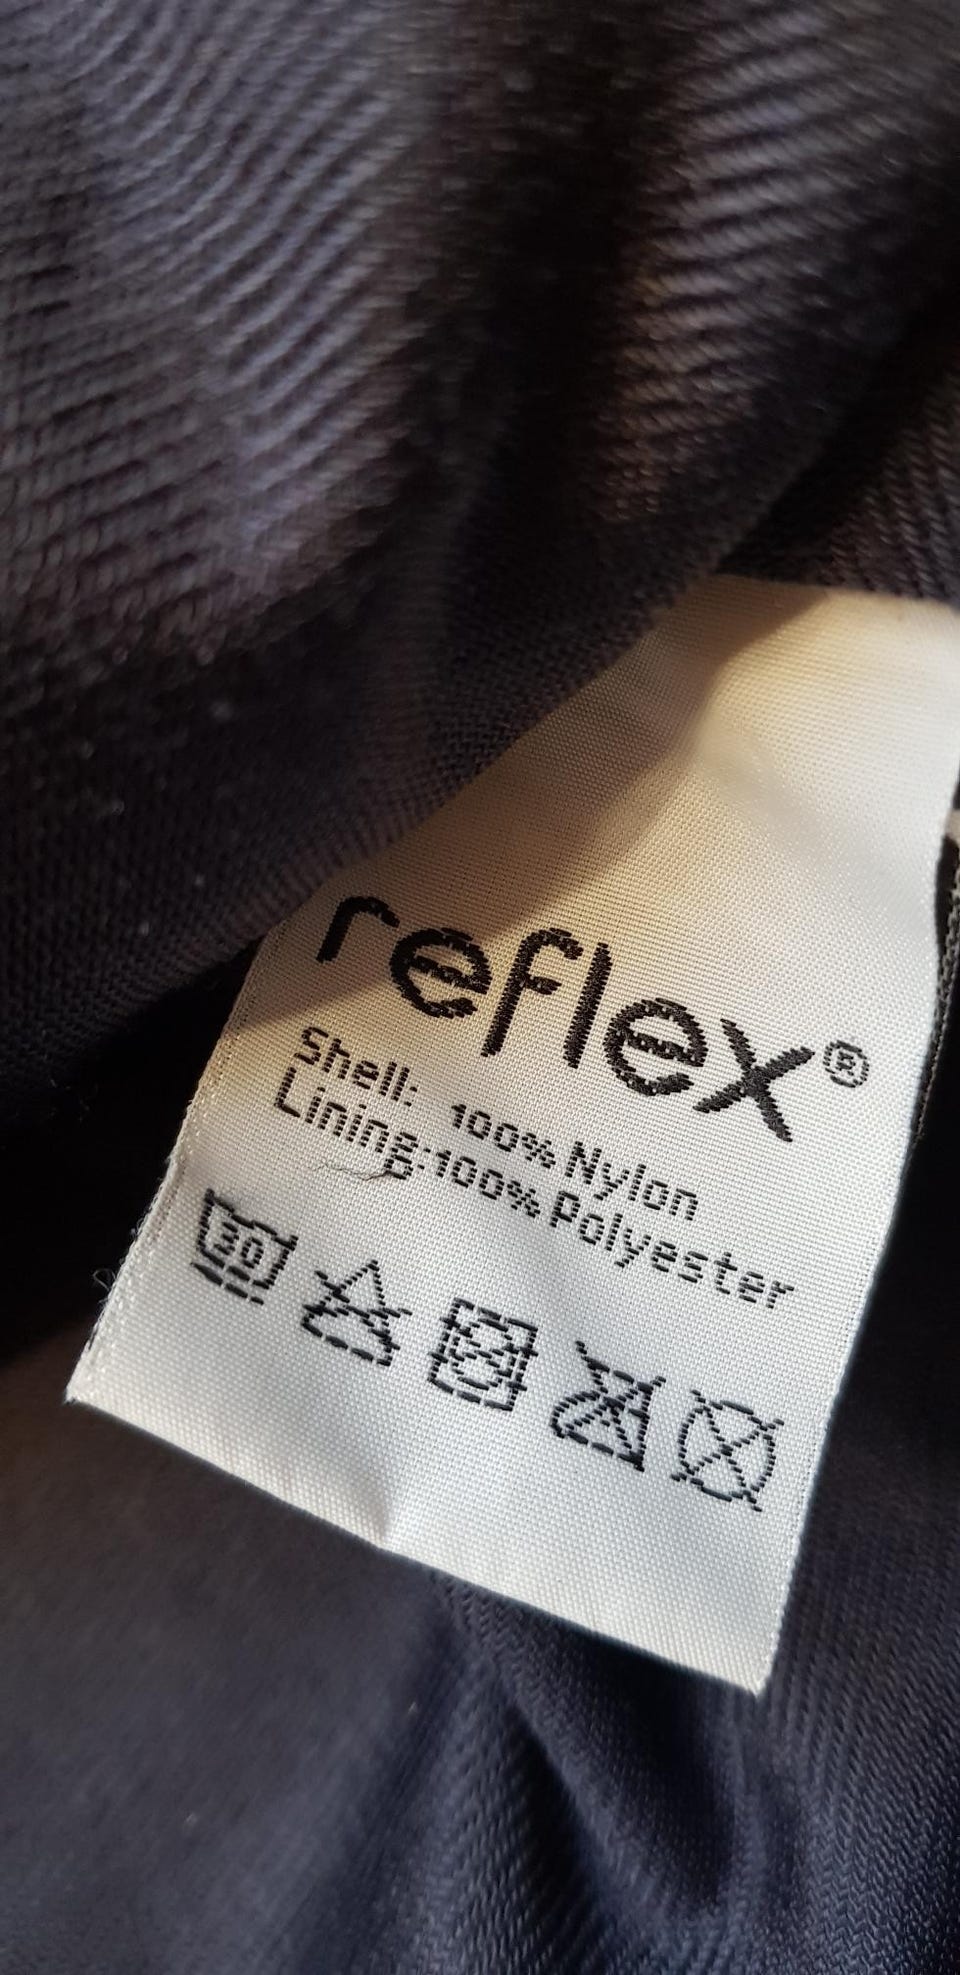 reflex®
Shell: 100% Nylon
Lining:100% Polyester
30